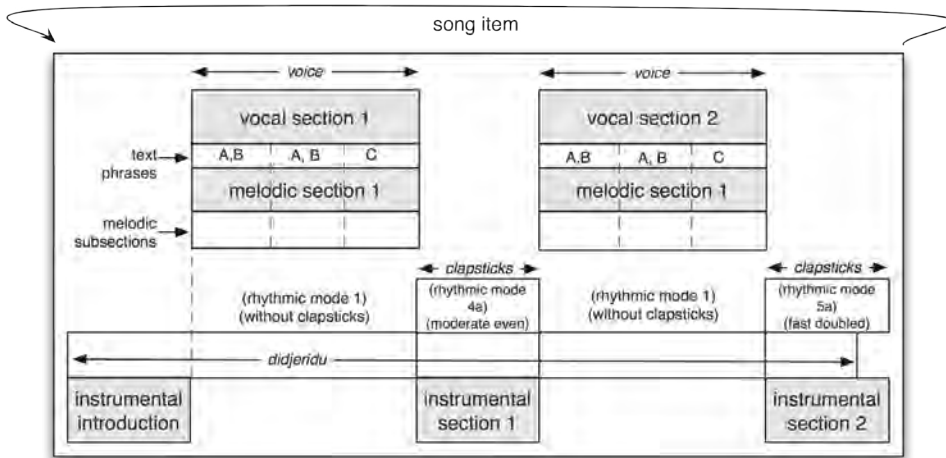 song item
voice
voice
vocal section 1
vocal section 2
text
phrases
A,B
A, B
C
A,B
A, B
C
melodic section 1
melodic section 1
melodic
subsections
clapsticks
clapsticks
(rhythmic mode 1)
(without clapsticks)
(rhythmic mode
4a)
(moderate even)
(rhythmic mode 1)
(without clapsticks)
(rhythmic mode
5a)
(fast doubled)
didjeridu
instrumental
introduction
instrumental
section 1
instrumental
section 2